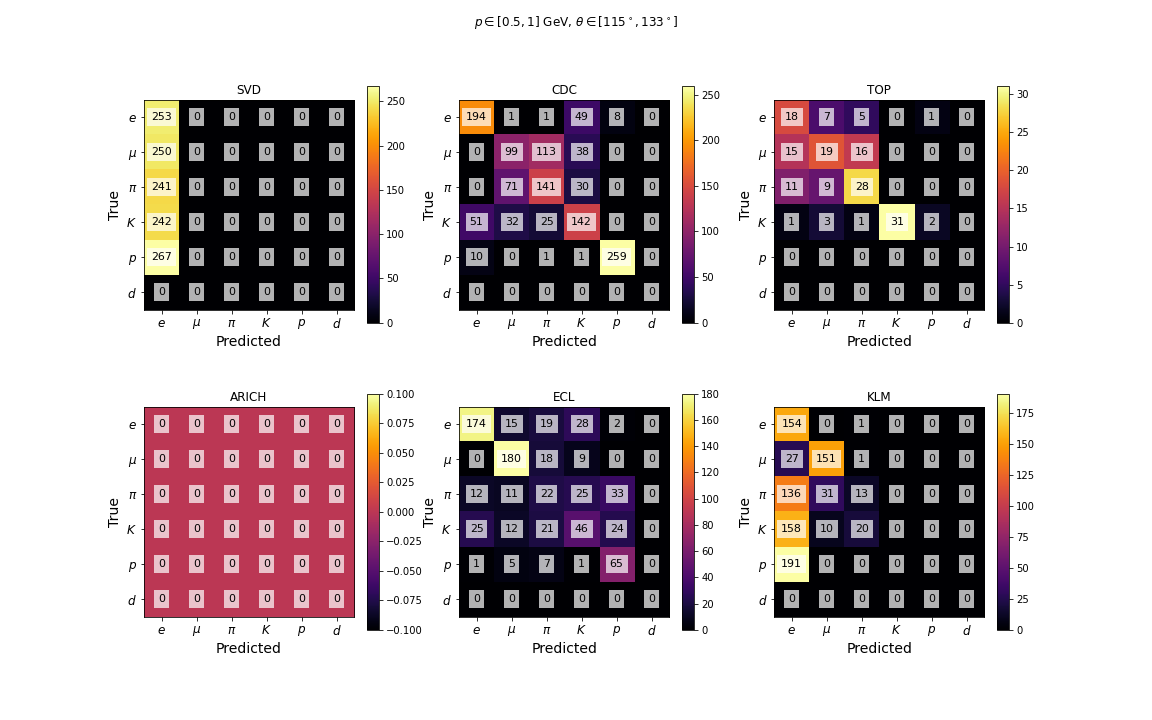 p ∈ [0.5, 1] GeV, θ ∈ [115°, 133°]
SVD
True
e 253 0 0 0 0 0
μ 250 0 0 0 0 0
π 241 0 0 0 0 0
K 242 0 0 0 0 0
p 267 0 0 0 0 0
d 0 0 0 0 0 0
e μ π K p d
Predicted
250
200
150
100
50
0
CDC
True
e 194 1 1 49 8 0
μ 0 99 113 38 0 0
π 0 71 141 30 0 0
K 51 32 25 142 0 0
p 10 0 1 1 259 0
d 0 0 0 0 0 0
e μ π K p d
Predicted
250
200
150
100
50
0
TOP
True
e 18 7 5 0 1 0
μ 15 19 16 0 0 0
π 11 9 28 0 0 0
K 1 3 1 31 2 0
p 0 0 0 0 0 0
d 0 0 0 0 0 0
e μ π K p d
Predicted
30
25
20
15
10
5
0
ARICH
True
e 0 0 0 0 0 0
μ 0 0 0 0 0 0
π 0 0 0 0 0 0
K 0 0 0 0 0 0
p 0 0 0 0 0 0
d 0 0 0 0 0 0
e μ π K p d
Predicted
0.100
0.075
0.050
0.025
0.000
−0.025
−0.050
−0.075
−0.100
ECL
True
e 174 15 19 28 2 0
μ 0 180 18 9 0 0
π 12 11 22 25 33 0
K 25 12 21 46 24 0
p 1 5 7 1 65 0
d 0 0 0 0 0 0
e μ π K p d
Predicted
180
160
140
120
100
80
60
40
20
0
KLM
True
e 154 0 1 0 0 0
μ 27 151 1 0 0 0
π 136 31 13 0 0 0
K 158 10 20 0 0 0
p 191 0 0 0 0 0
d 0 0 0 0 0 0
e μ π K p d
Predicted
175
150
125
100
75
50
25
0